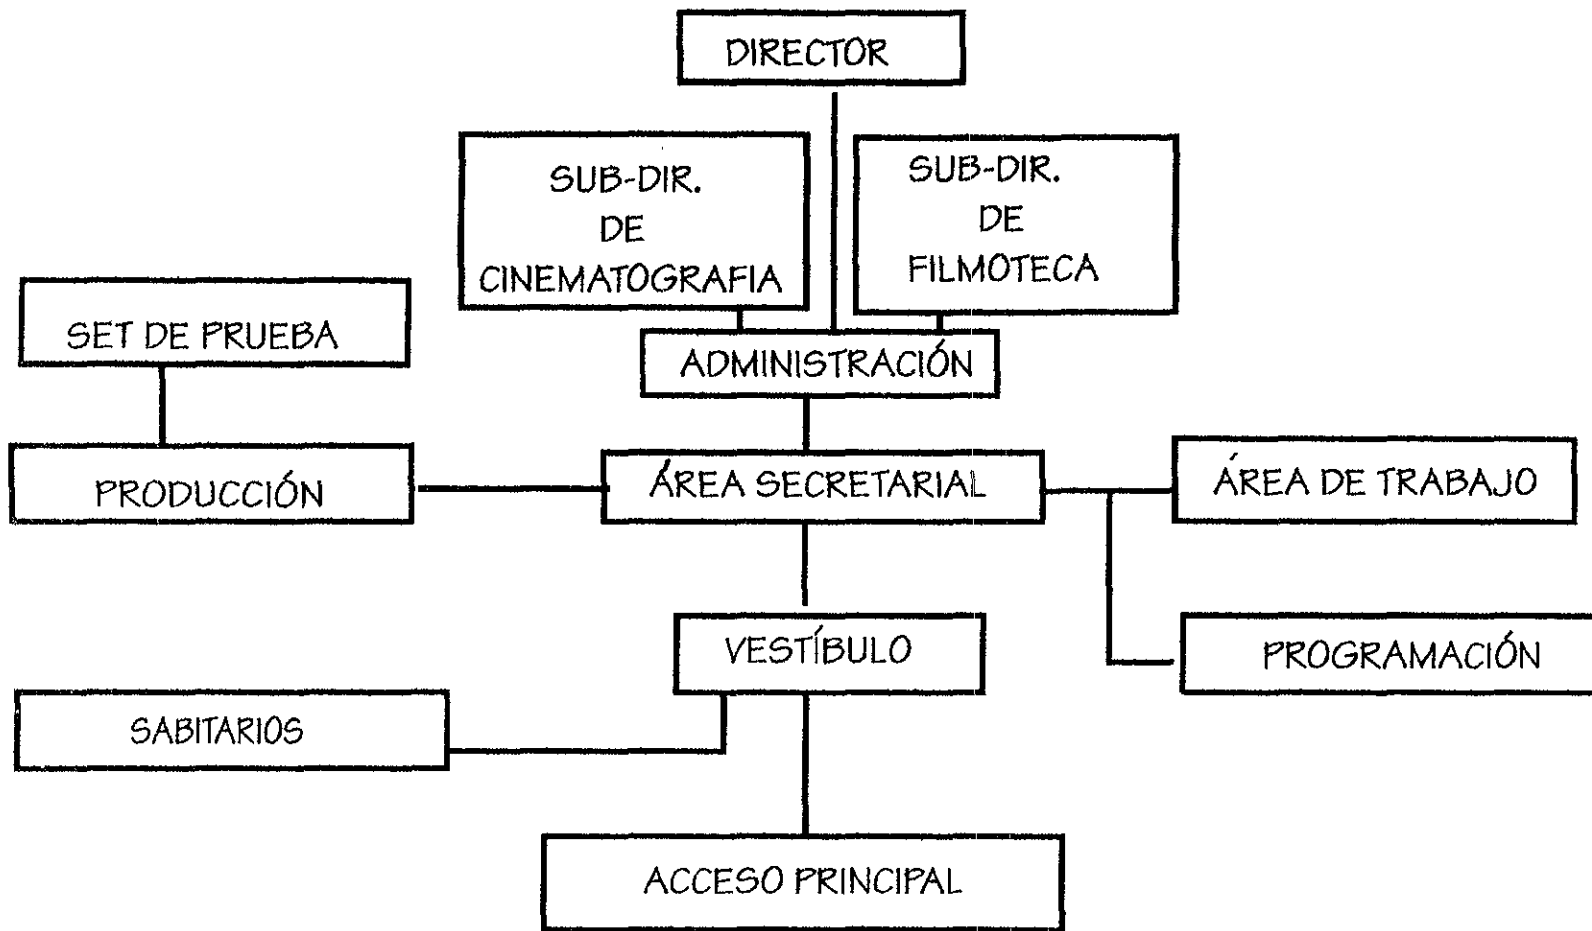 DIRECTOR
SUB-DIR.
DE
CINEMATOGRAFIA
SUB-DIR.
DE
FILMOTECA
SET DE PRUEBA
ADMINISTRACIÓN
PRODUCCIÓN
ÁREA SECRETARIAL
ÁREA DE TRABAJO
VESTÍBULO
PROGRAMACIÓN
SABITARIOS
ACCESO PRINCIPAL